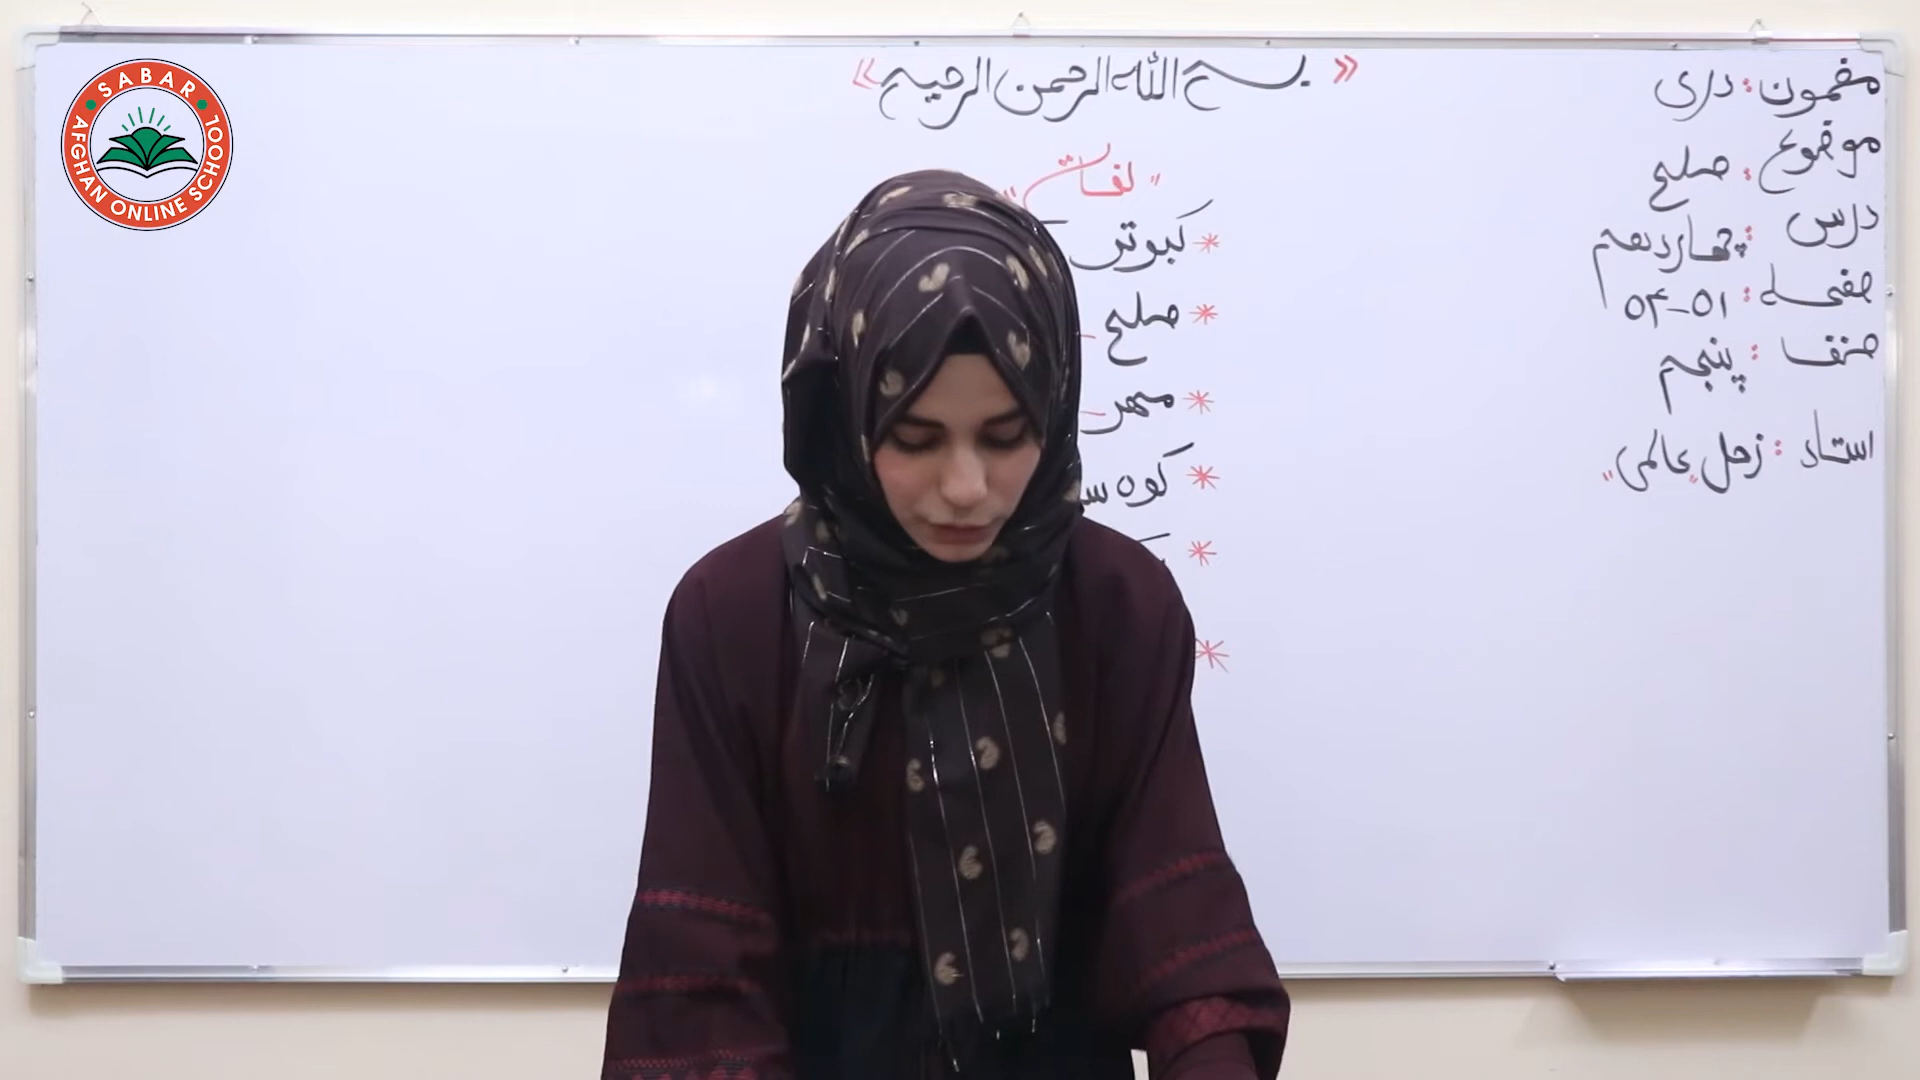 SABAR
AFGHAN ONLINE SCHOOL
« بسم الله الرحمن الرحیم »
مضمون : دری
موضوع : صلح
درس : چهاردهم
صفحه : ۵۱-۵۴
صنف : پنجم
استاد : زحل "عالمی"
" لغات "
* کبوتر
* صلح
* مهر
* کوه
*
*